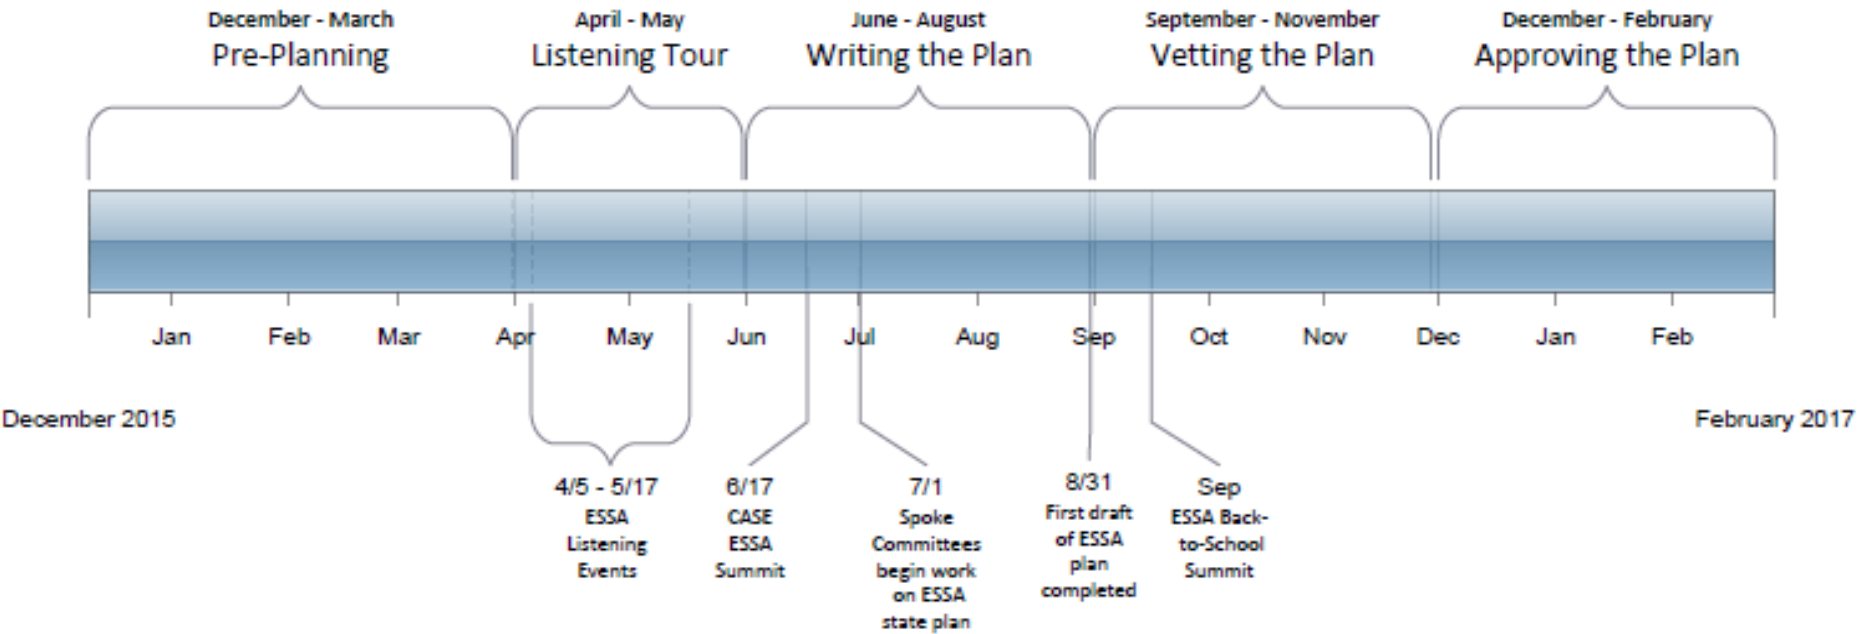 December - March
Pre-Planning
April - May
Listening Tour
June - August
Writing the Plan
September - November
Vetting the Plan
December - February
Approving the Plan
Jan Feb Mar Apr May Jun Jul Aug Sep Oct Nov Dec Jan Feb
December 2015
February 2017
4/5 - 5/17
ESSA
Listening
Events
6/17
CASE
ESSA
Summit
7/1
Spoke
Committees
begin work
on ESSA
state plan
8/31
First draft
of ESSA
plan
completed
Sep
ESSA Back-
to-School
Summit